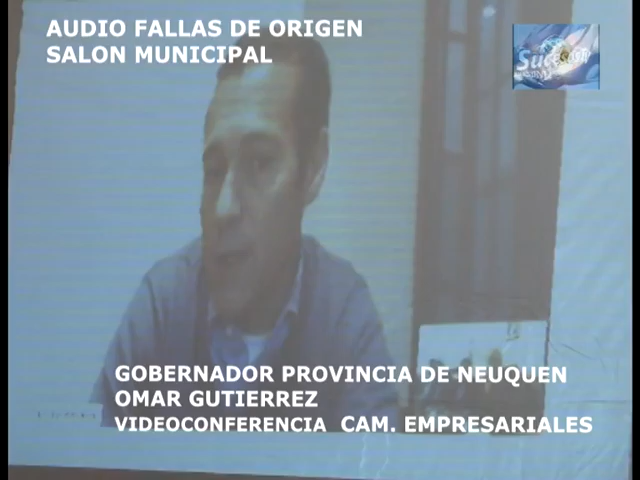 AUDIO FALLAS DE ORIGEN
SALON MUNICIPAL
GOBERNADOR PROVINCIA DE NEUQUEN
OMAR GUTIERREZ
VIDEOCONFERENCIA CAM. EMPRESARIALES